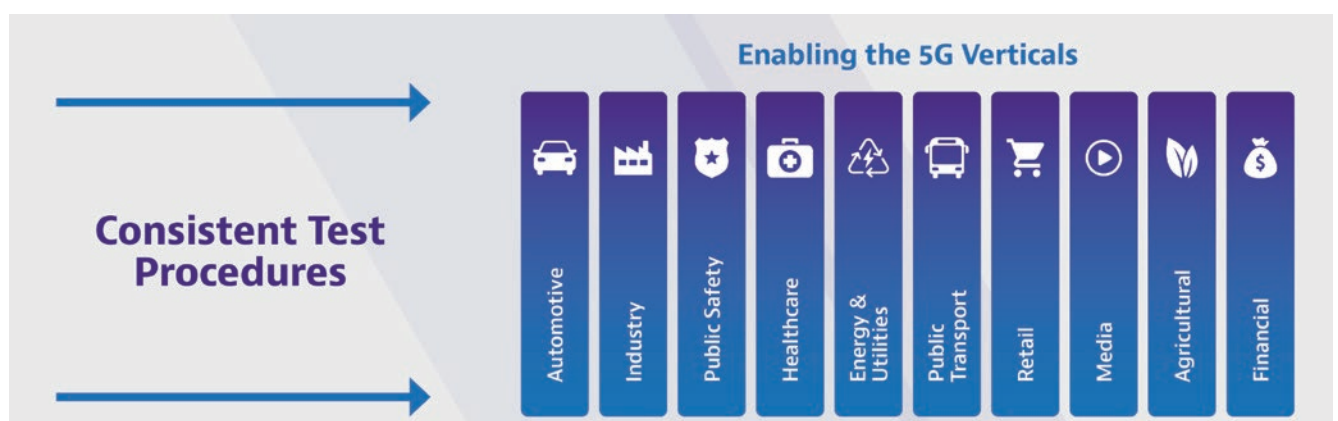 Enabling the 5G Verticals
Consistent Test
Procedures
Automotive
Industry
Public Safety
Healthcare
Energy &
Utilities
Public
Transport
Retail
Media
Agricultural
Financial
$